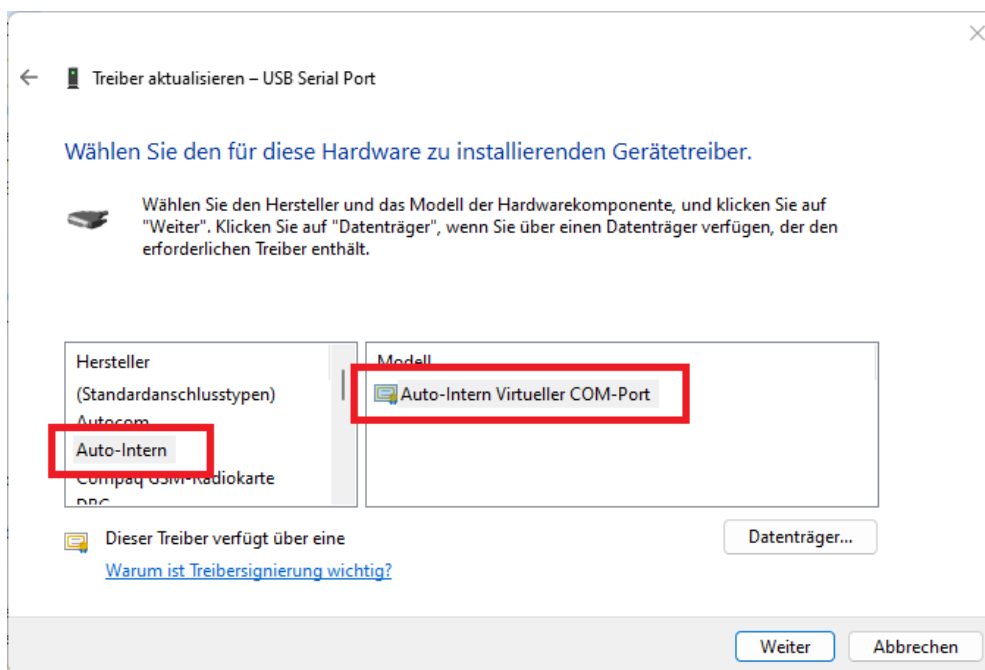 Treiber aktualisieren – USB Serial Port
Wählen Sie den für diese Hardware zu installierenden Gerätetreiber.
Wählen Sie den Hersteller und das Modell der Hardwarekomponente, und klicken Sie auf
"Weiter". Klicken Sie auf "Datenträger", wenn Sie über einen Datenträger verfügen, der den
erforderlichen Treiber enthält.
Hersteller
(Standardanschlusstypen)
Autocom
Auto-Intern
Compaq GSM-Radiokarte
Modell
Auto-Intern Virtueller COM-Port
Dieser Treiber verfügt über eine
Warum ist Treibersignierung wichtig?
Datenträger...
Weiter
Abbrechen